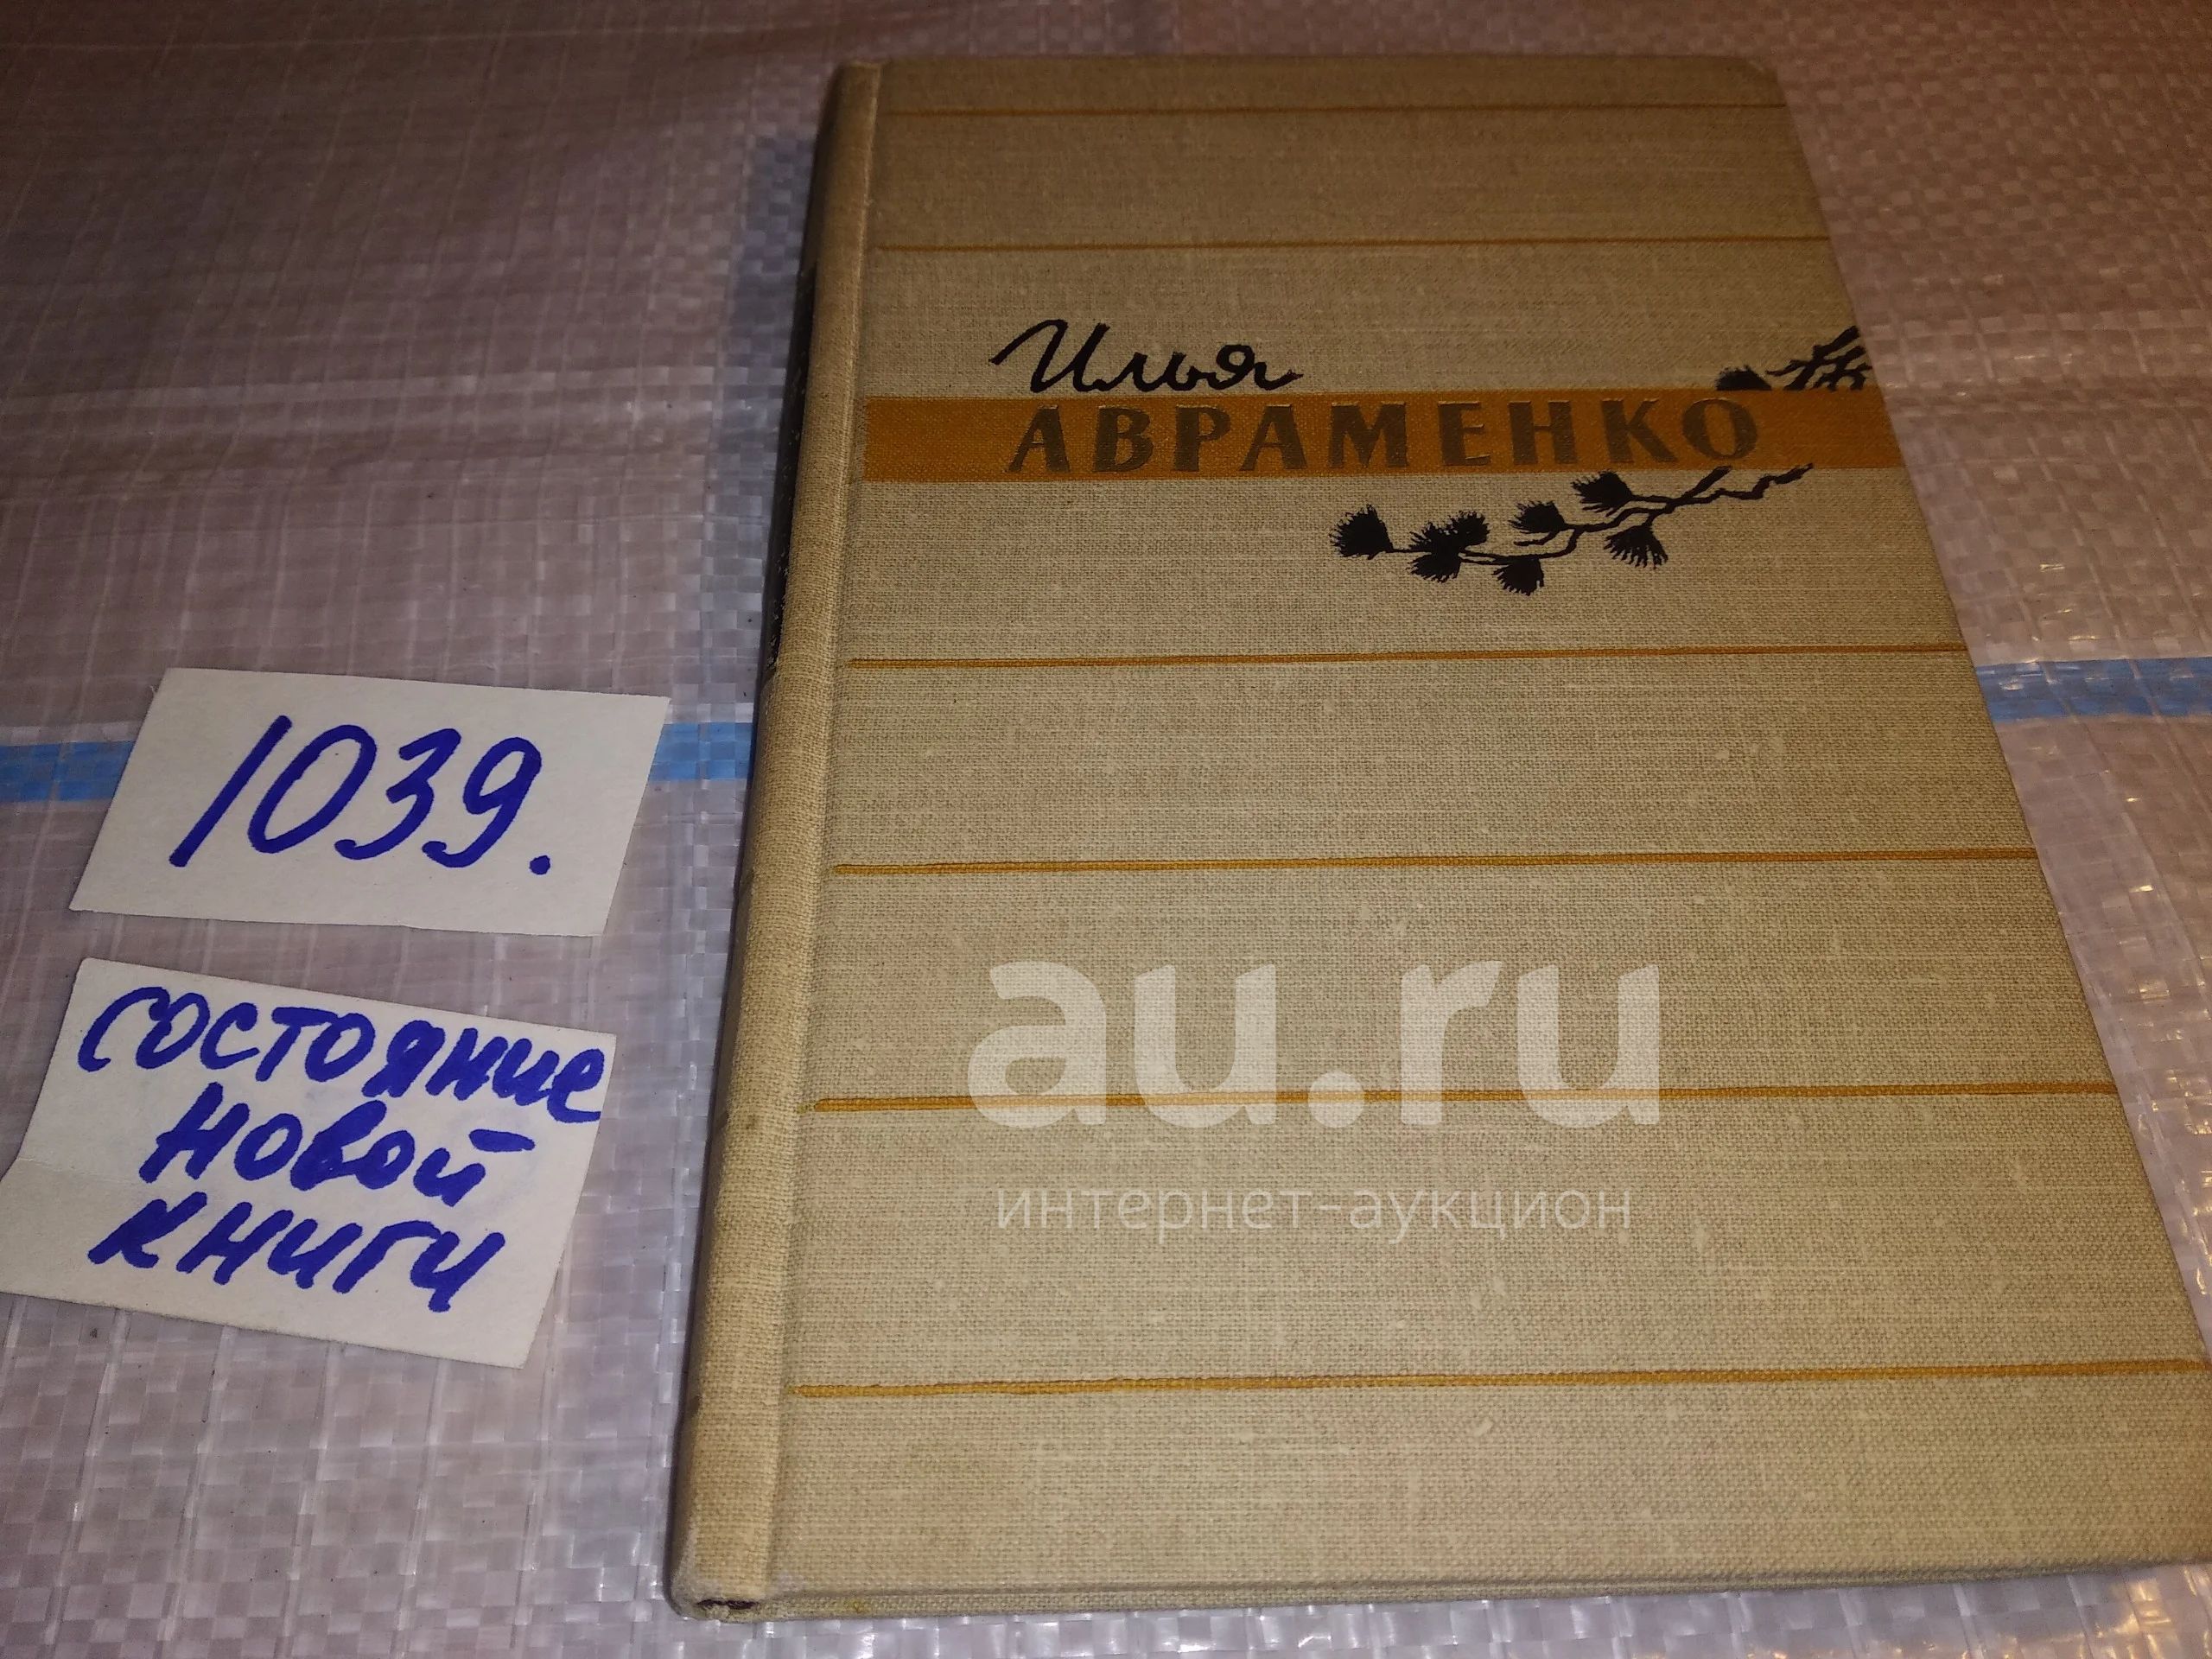 Илья
АВРАМЕНКО
1039.
состояние
новой
книги
au.ru
интернет-аукцион